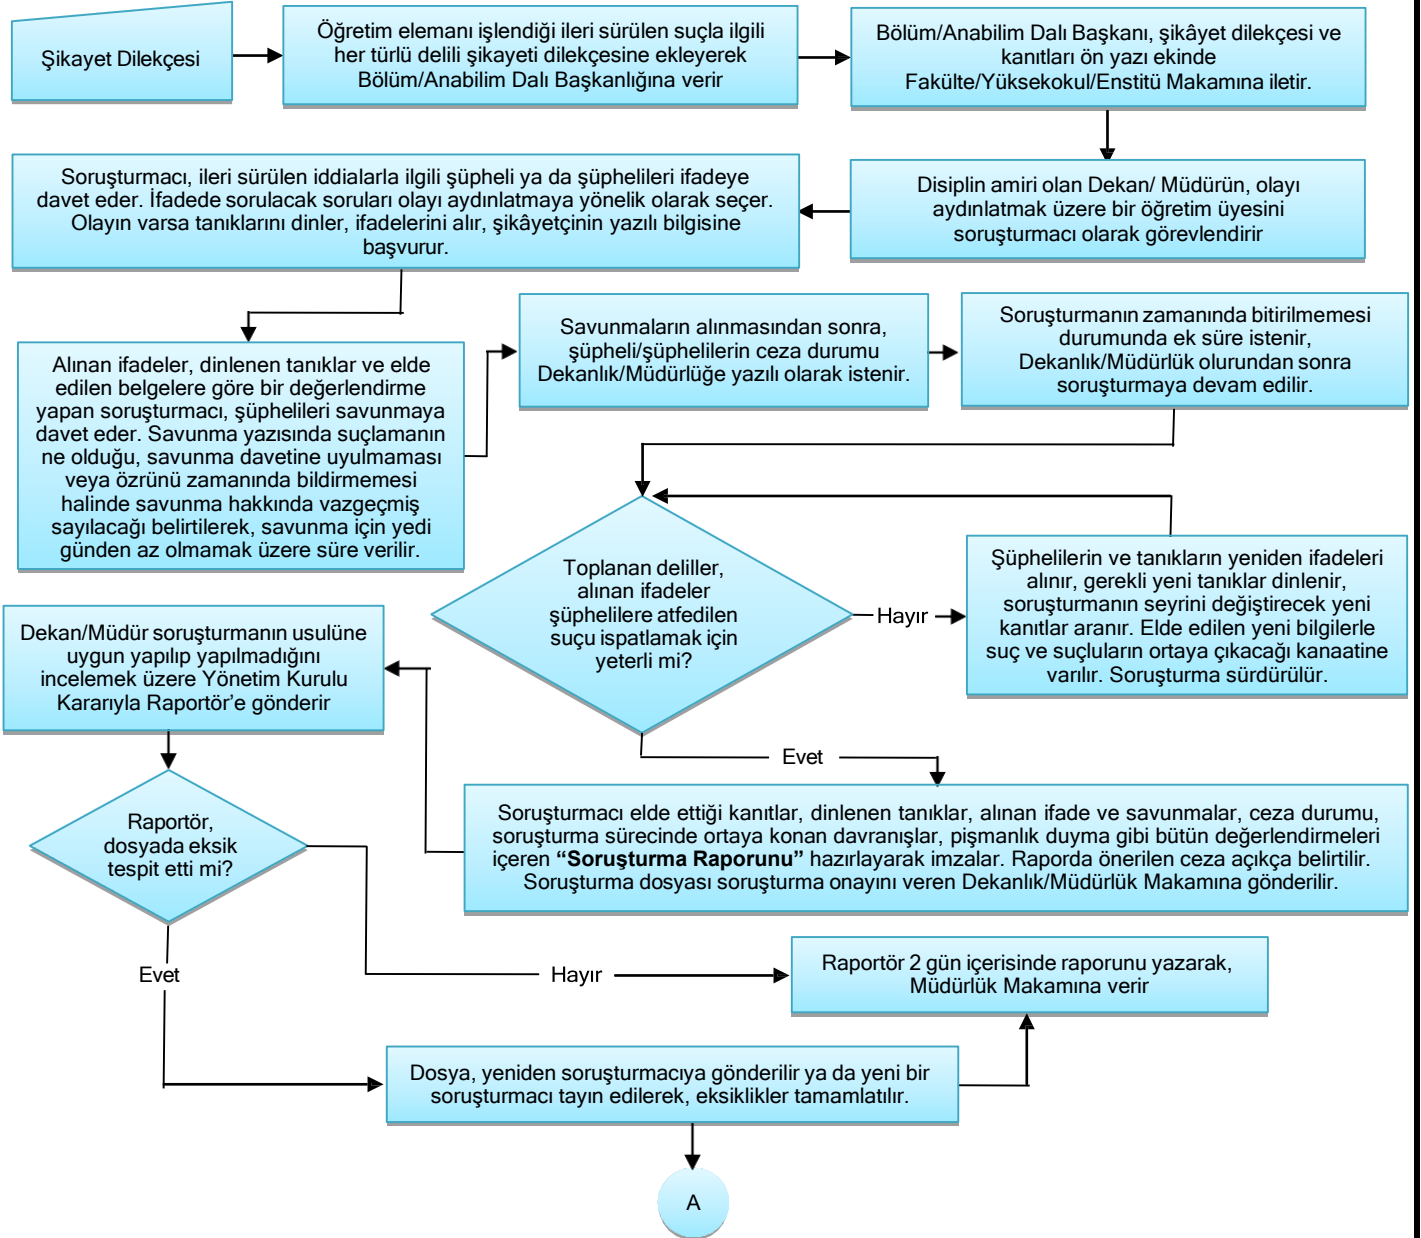 Şikayet Dilekçesi
Öğretim elemanı işlendiği ileri sürülen suçla ilgili
her türlü delili şikayeti dilekçesine ekleyerek
Bölüm/Anabilim Dalı Başkanlığına verir
Bölüm/Anabilim Dalı Başkanı, şikâyet dilekçesi ve
kanıtları ön yazı ekinde
Fakülte/Yüksekokul/Enstitü Makamına iletir.
Disiplin amiri olan Dekan/ Müdürün, olayı
aydınlatmak üzere bir öğretim üyesini
soruşturmacı olarak görevlendirir
Soruşturmacı, ileri sürülen iddialarla ilgili şüpheli ya da şüphelileri ifadeye
davet eder. İfadede sorulacak soruları olayı aydınlatmaya yönelik olarak seçer.
Olayın varsa tanıklarını dinler, ifadelerini alır, şikâyetçinin yazılı bilgisine
başvurur.
Alınan ifadeler, dinlenen tanıklar ve elde
edilen belgelere göre bir değerlendirme
yapan soruşturmacı, şüphelileri savunmaya
davet eder. Savunma yazısında suçlamanın
ne olduğu, savunma davetine uyulmaması
veya özrünü zamanında bildirmemesi
halinde savunma hakkında vazgeçmiş
sayılacağı belirtilerek, savunma için yedi
günden az olmamak üzere süre verilir.
Savunmaların alınmasından sonra,
şüpheli/şüphelilerin ceza durumu
Dekanlık/Müdürlüğe yazılı olarak istenir.
Soruşturmanın zamanında bitirilmemesi
durumunda ek süre istenir,
Dekanlık/Müdürlük olurundan sonra
soruşturmaya devam edilir.
Toplanan deliller,
alınan ifadeler
şüphelilere atfedilen
suçu ispatlamak için
yeterli mi?
Hayır
Şüphelilerin ve tanıkların yeniden ifadeleri
alınır, gerekli yeni tanıklar dinlenir,
soruşturmanın seyrini değiştirecek yeni
kanıtlar aranır. Elde edilen yeni bilgilerle
suç ve suçluların ortaya çıkacağı kanaatine
varılır. Soruşturma sürdürülür.
Evet
Soruşturmacı elde ettiği kanıtlar, dinlenen tanıklar, alınan ifade ve savunmalar, ceza durumu,
soruşturma sürecinde ortaya konan davranışlar, pişmanlık duyma gibi bütün değerlendirmeleri
içeren “Soruşturma Raporunu” hazırlayarak imzalar. Raporda önerilen ceza açıkça belirtilir.
Soruşturma dosyası soruşturma onayını veren Dekanlık/Müdürlük Makamına gönderilir.
Dekan/Müdür soruşturmanın usulüne
uygun yapılıp yapılmadığını
incelemek üzere Yönetim Kurulu
Kararıyla Raportör’e gönderir
Raportör,
dosyada eksik
tespit etti mi?
Evet
Hayır
Raportör 2 gün içerisinde raporunu yazarak,
Müdürlük Makamına verir
Dosya, yeniden soruşturmacıya gönderilir ya da yeni bir
soruşturmacı tayin edilerek, eksiklikler tamamlatılır.
A